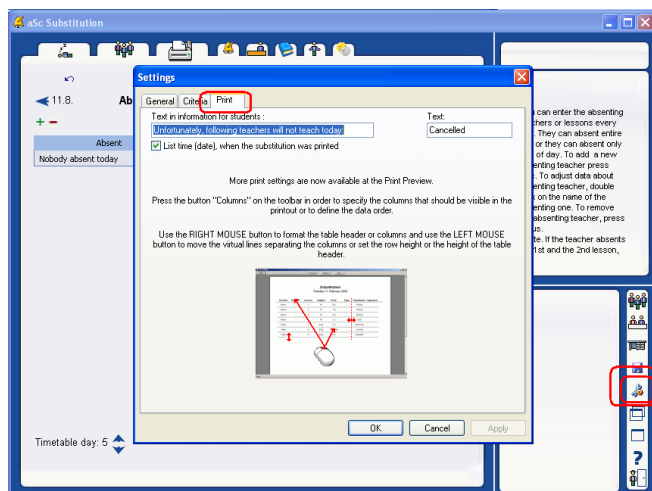 aSc Substitution
11.8.
Ab
Absent
Nobody absent today
Timetable day: 5
Settings
General Criteria Print
Text in information for students :
Text:
Unfortunately, following teachers will not teach today:
Cancelled
List time (date), when the substitution was printed
More print settings are now available at the Print Preview.
Press the button "Columns" on the toolbar in order to specify the columns that should be visible in the
printout or to define the data order.
Use the RIGHT MOUSE button to format the table header or columns and use the LEFT MOUSE
button to move the virtual lines separating the columns or set the row height or the height of the table
header.
Substitution
OK Cancel Apply
can enter the absenting
chers or lessons every
. They can absent entire
or they can absent only
of day. To add a new
enting teacher press
. To adjust data about
enting teacher, double
on the name of the
enting one. To remove
absenting teacher, press
us.
te. If the teacher absents
1st and the 2nd lesson,
?